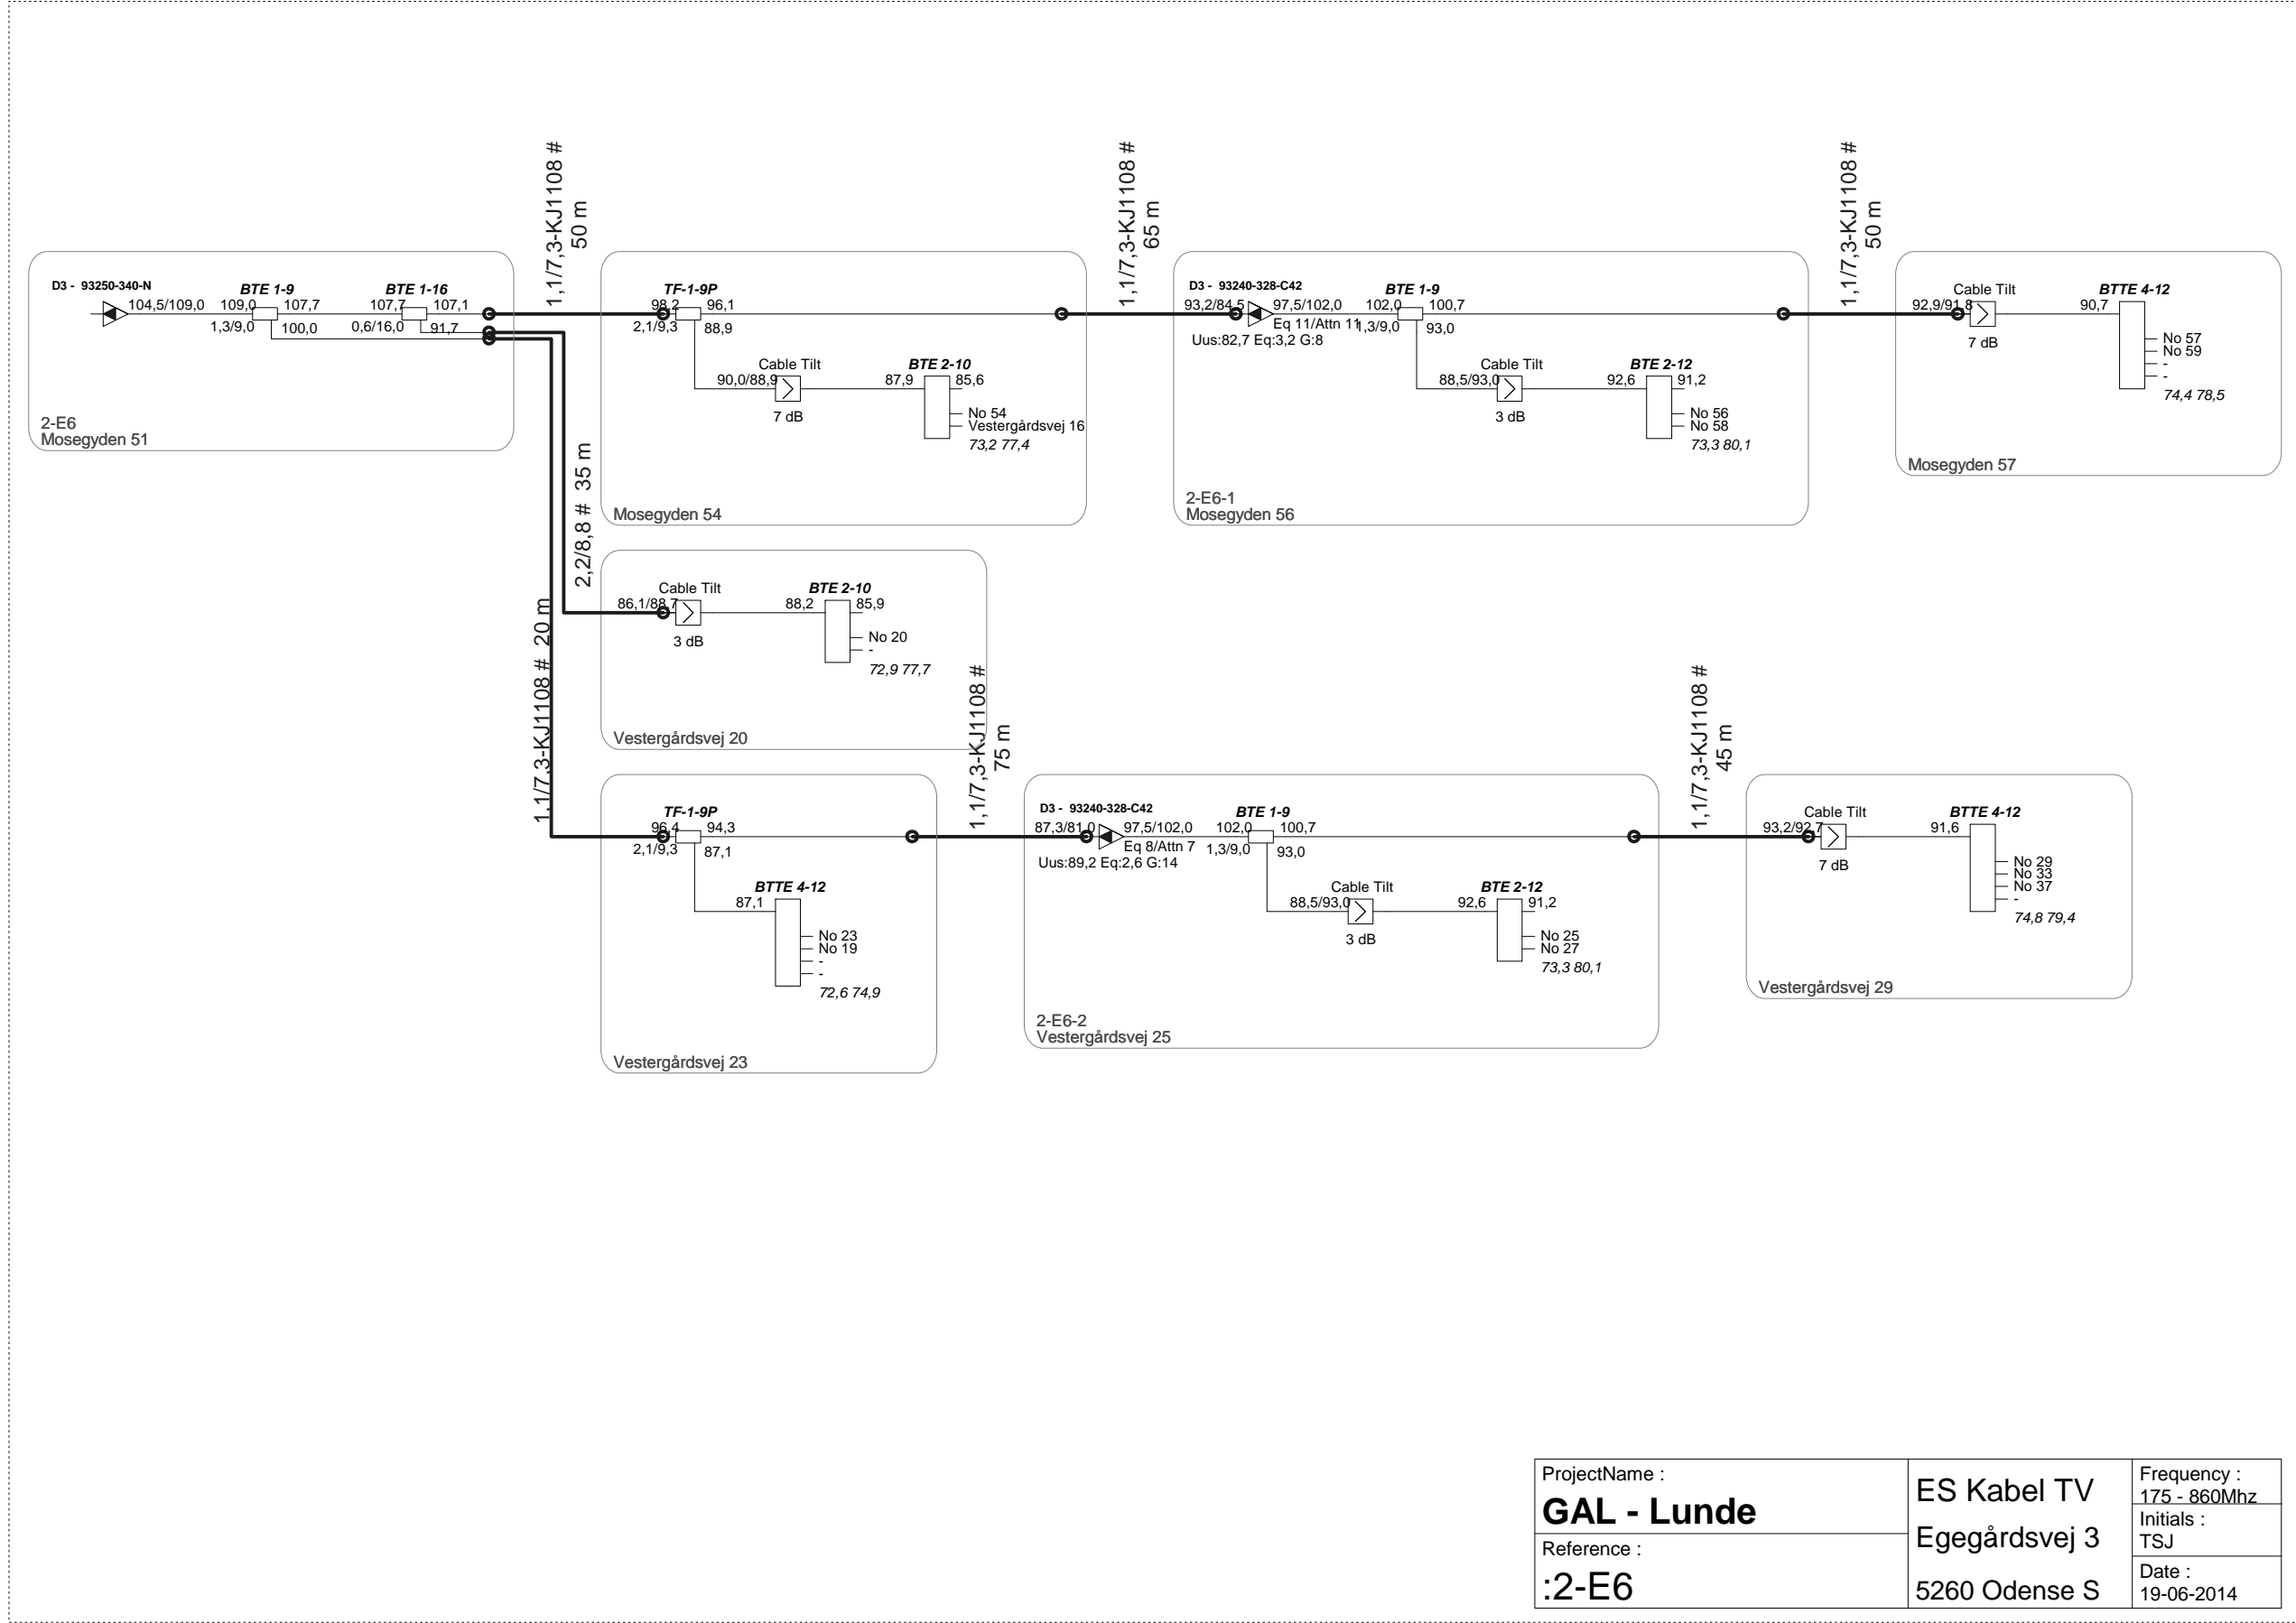 1,1/7,3-KJ1108 #
50 m
1,1/7,3-KJ1108 #
65 m
1,1/7,3-KJ1108 #
50 m
D3 - 93250-340-N
104,5/109,0
BTE 1-9
109,0
107,7
1,3/9,0
100,0
BTE 1-16
107,7
107,1
0,6/16,0
91,7
2-E6
Mosegyden 51
TF-1-9P
98,2
96,1
2,1/9,3
88,9
Cable Tilt
90,0/88,9
7 dB
BTE 2-10
87,9
85,6
No 54
Vestergårdsvej 16
73,2 77,4
Mosegyden 54
D3 - 93240-328-C42
93,2/84,5
97,5/102,0
Eq 11/Attn 11
Uus:82,7 Eq:3,2 G:8
BTE 1-9
102,0
100,7
1,3/9,0
93,0
Cable Tilt
88,5/93,0
3 dB
BTE 2-12
92,6
91,2
No 56
No 58
73,3 80,1
2-E6-1
Mosegyden 56
Cable Tilt
92,9/91,8
7 dB
BTTE 4-12
90,7
No 57
No 59
-
-
74,4 78,5
Mosegyden 57
2,2/8,8 # 35 m
Cable Tilt
86,1/88,7
3 dB
BTE 2-10
88,2
85,9
No 20
-
72,9 77,7
Vestergårdsvej 20
1,1/7,3-KJ1108 # 20 m
TF-1-9P
96,4
94,3
2,1/9,3
87,1
BTTE 4-12
87,1
No 23
No 19
-
-
72,6 74,9
Vestergårdsvej 23
1,1/7,3-KJ1108 #
75 m
D3 - 93240-328-C42
87,3/81,0
97,5/102,0
Eq 8/Attn 7
Uus:89,2 Eq:2,6 G:14
BTE 1-9
102,0
100,7
1,3/9,0
93,0
Cable Tilt
88,5/93,0
3 dB
BTE 2-12
92,6
91,2
No 25
No 27
73,3 80,1
2-E6-2
Vestergårdsvej 25
1,1/7,3-KJ1108 #
45 m
Cable Tilt
93,2/92,7
7 dB
BTTE 4-12
91,6
No 29
No 33
No 37
-
74,8 79,4
Vestergårdsvej 29
ProjectName :
GAL - Lunde
Reference :
:2-E6
ES Kabel TV
Egegårdsvej 3
5260 Odense S
Frequency :
175 - 860Mhz
Initials :
TSJ
Date :
19-06-2014